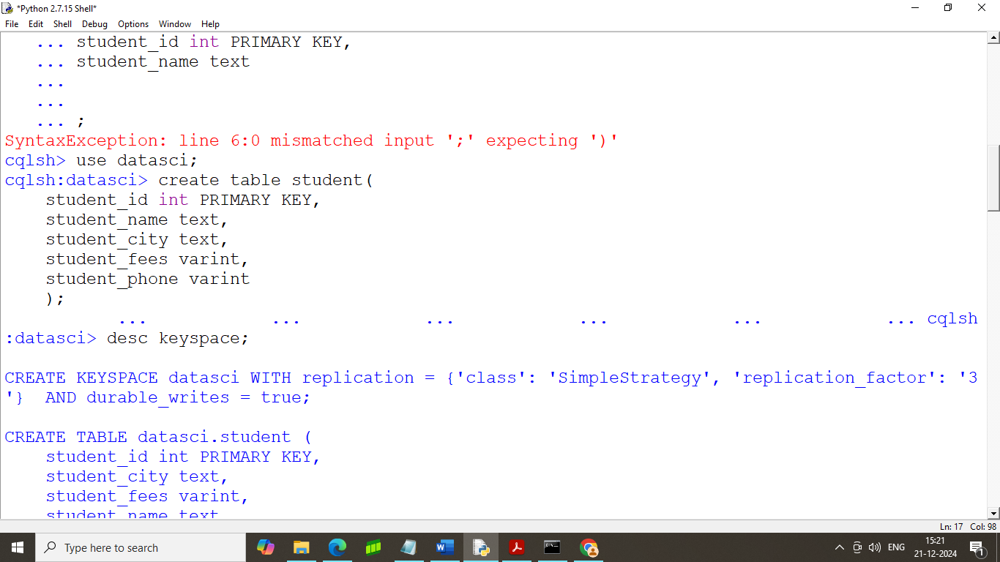 *Python 2.7.15 Shell*
File Edit Shell Debug Options Window Help
... student_id int PRIMARY KEY,
... student_name text
...
...
... ;
SyntaxException: line 6:0 mismatched input ';' expecting ')'
cqlsh> use datasci;
cqlsh:datasci> create table student(
student_id int PRIMARY KEY,
student_name text,
student_city text,
student_fees varint,
student_phone varint
);
... ... ... ... ... ... cqlsh
:datasci> desc keyspace;
CREATE KEYSPACE datasci WITH replication = {'class': 'SimpleStrategy', 'replication_factor': '3
'}  AND durable_writes = true;
CREATE TABLE datasci.student (
student_id int PRIMARY KEY,
student_city text,
student_fees varint,
student_name text
Ln: 17 Col: 98
Type here to search
ENG
15:21
21-12-2024
1